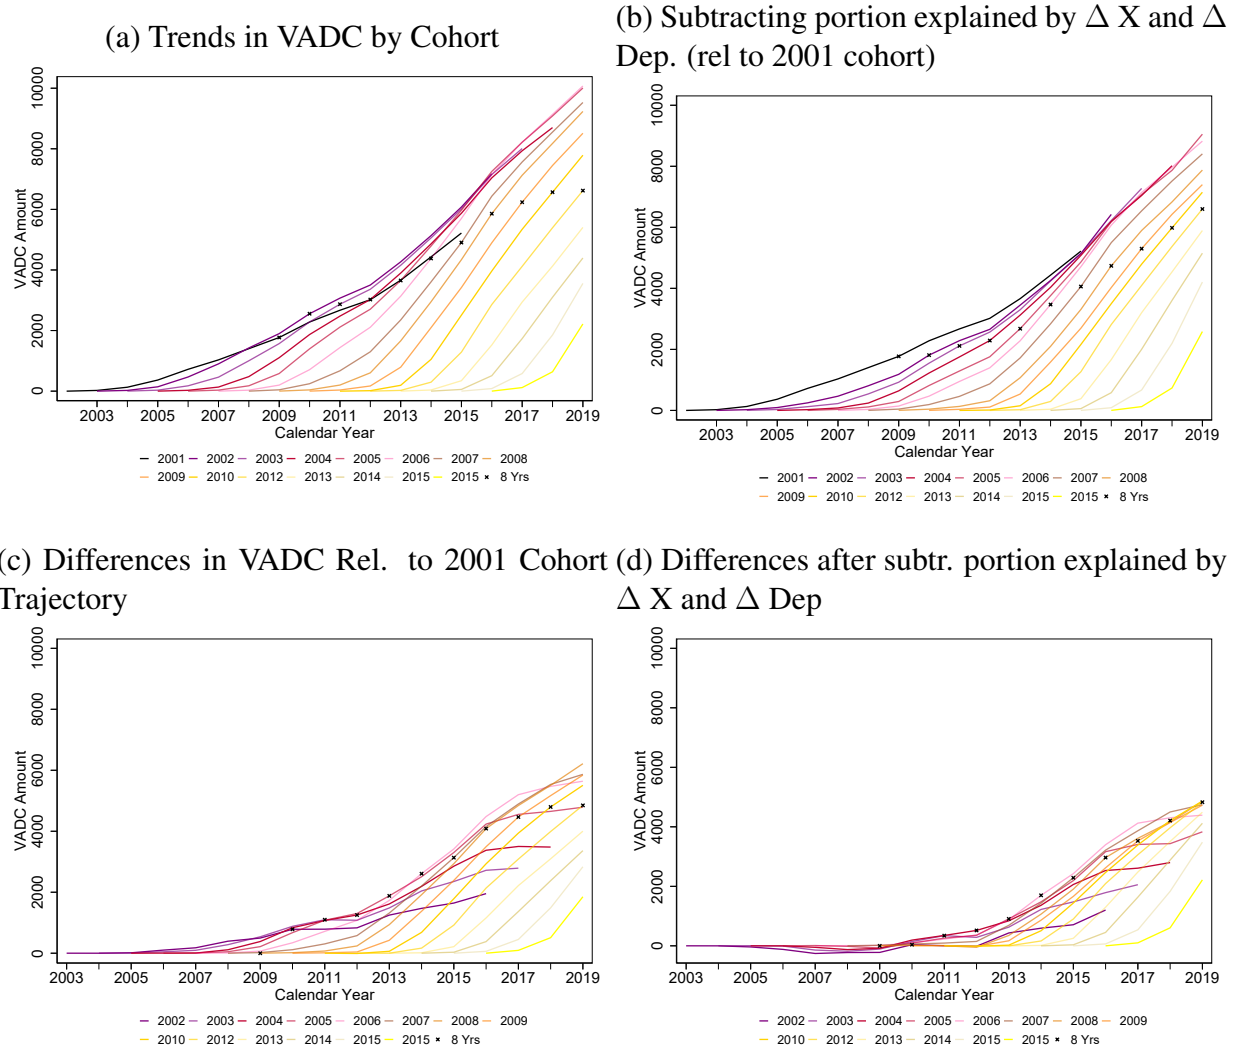 (a) Trends in VADC by Cohort
(b) Subtracting portion explained by Δ X and Δ
Dep. (rel to 2001 cohort)
VADC Amount
10000
8000
6000
4000
2000
0
2003 2005 2007 2009 2011 2013 2015 2017 2019
Calendar Year
2001 2002 2003 2004 2005 2006 2007 2008
2009 2010 2012 2013 2014 2015 2015 × 8 Yrs
VADC Amount
10000
8000
6000
4000
2000
0
2003 2005 2007 2009 2011 2013 2015 2017 2019
Calendar Year
2001 2002 2003 2004 2005 2006 2007 2008
2009 2010 2012 2013 2014 2015 2015 × 8 Yrs
(c) Differences in VADC Rel. to 2001 Cohort
Trajectory
(d) Differences after subtr. portion explained by
Δ X and Δ Dep
VADC Amount
10000
8000
6000
4000
2000
0
2003 2005 2007 2009 2011 2013 2015 2017 2019
Calendar Year
2002 2003 2004 2005 2006 2007 2008 2009
2010 2012 2013 2014 2015 2015 × 8 Yrs
VADC Amount
10000
8000
6000
4000
2000
0
2003 2005 2007 2009 2011 2013 2015 2017 2019
Calendar Year
2002 2003 2004 2005 2006 2007 2008 2009
2010 2012 2013 2014 2015 2015 × 8 Yrs